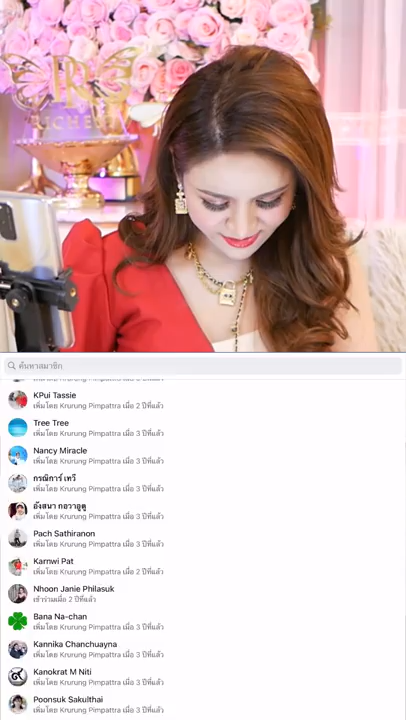 RICHESS
ค้นหาสมาชิก
KPui Tassie
เพิ่มโดย Krurung Pimpattra เมื่อ 2 ปีที่แล้ว
Tree Tree
เพิ่มโดย Krurung Pimpattra เมื่อ 3 ปีที่แล้ว
Nancy Miracle
เพิ่มโดย Krurung Pimpattra เมื่อ 3 ปีที่แล้ว
กรณิการ์ เทวี
เพิ่มโดย Krurung Pimpattra เมื่อ 3 ปีที่แล้ว
อังสนา กอวาอูตู
เพิ่มโดย Krurung Pimpattra เมื่อ 3 ปีที่แล้ว
Pach Sathiranon
เพิ่มโดย Krurung Pimpattra เมื่อ 3 ปีที่แล้ว
Karnwi Pat
เพิ่มโดย Krurung Pimpattra เมื่อ 2 ปีที่แล้ว
Nhoon Janie Philasuk
เข้าร่วมเมื่อ 2 ปีที่แล้ว
Bana Na-chan
เพิ่มโดย Krurung Pimpattra เมื่อ 3 ปีที่แล้ว
Kannika Chanchuayna
เพิ่มโดย Krurung Pimpattra เมื่อ 3 ปีที่แล้ว
Kanokrat M Niti
เพิ่มโดย Krurung Pimpattra เมื่อ 3 ปีที่แล้ว
Poonsuk Sakulthai
เพิ่มโดย Krurung Pimpattra เมื่อ 3 ปีที่แล้ว